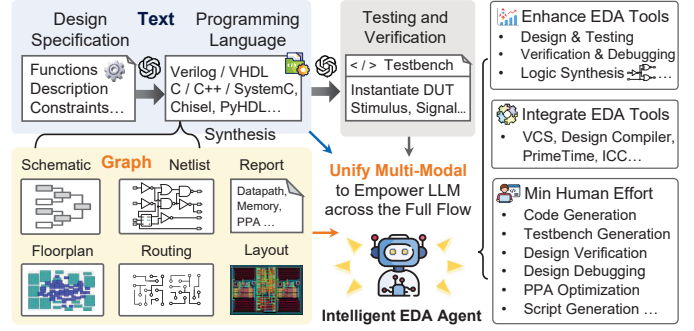 Design
Specification
Text
Programming
Language
Functions
Description
Constraints…
Verilog / VHDL
C / C++ / SystemC,
Chisel, PyHDL…
Testing and
Verification
< / > Testbench
Instantiate DUT
Stimulus, Signal...
Synthesis
Schematic
Graph
Netlist
Report
Datapath,
Memory,
PPA …
Floorplan
Routing
Layout
Unify Multi-Modal
to Empower LLM
across the Full Flow
Intelligent EDA Agent
Enhance EDA Tools
• Design & Testing
• Verification & Debugging
• Logic Synthesis …
Integrate EDA Tools
• VCS, Design Compiler,
PrimeTime, ICC…
Min Human Effort
• Code Generation
• Testbench Generation
• Design Verification
• Design Debugging
• PPA Optimization
• Script Generation …